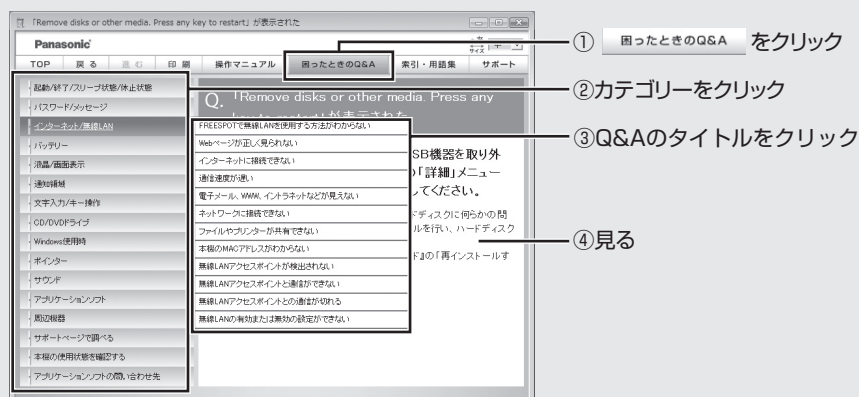 「Remove disks or other media. Press any key to restart」が表示された
Panasonic
サイズ 中
TOP 戻る 進む 印刷 操作マニュアル 困ったときのQ&A 索引・用語集 サポート
① 困ったときのQ&A をクリック
起動/終了/スリープ状態/休止状態
パスワード/メッセージ
インターネット/無線LAN
バッテリー
液晶/画面表示
通知領域
文字入力/キー操作
CD/DVDドライブ
Windows使用時
ポインター
サウンド
アプリケーションソフト
周辺機器
サポートページで調べる
本機の使用状態を確認する
アプリケーションソフトの問い合わせ先
②カテゴリーをクリック
Q. 「Remove disks or other media. Press any
key to restart」が表示された
FREESPOTで無線LANを使用する方法がわからない
Webページが正しく見られない
インターネットに接続できない
通信速度が遅い
電子メール、WWW、イントラネットなどが見えない
ネットワークに接続できない
ファイルやプリンターが共有できない
本機のMACアドレスがわからない
無線LANアクセスポイントが検出されない
無線LANアクセスポイントと通信ができない
無線LANアクセスポイントとの通信が切れる
無線LANの有効または無効の設定ができない
③Q&Aのタイトルをクリック
SB機器を取り外
の「詳細」メニュー
してください。
ドディスクに何らかの問
ルを行い、ハードディスク
ド』の「再インストールす
④見る